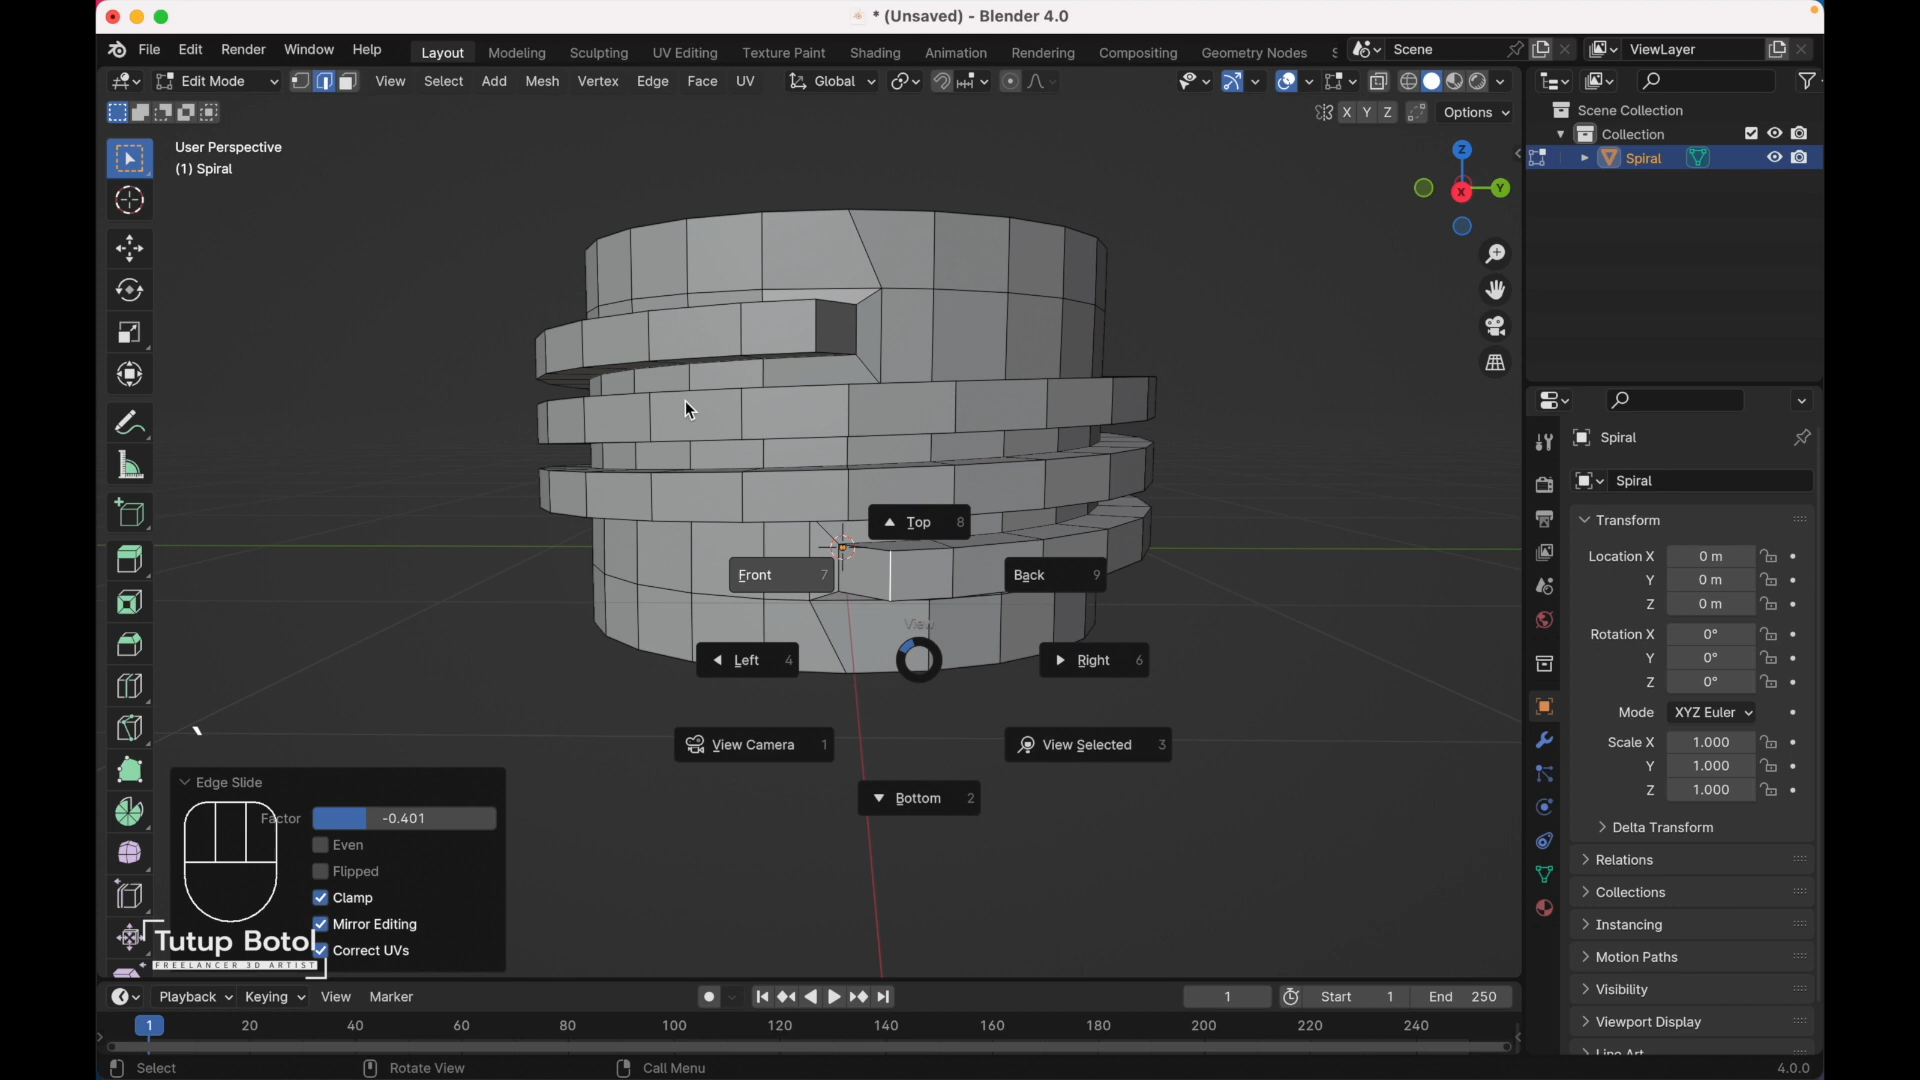 * (Unsaved) - Blender 4.0
File Edit Render Window Help Layout Modeling Sculpting UV Editing Texture Paint Shading Animation Rendering Compositing Geometry Nodes Scene ViewLayer
Edit Mode View Select Add Mesh Vertex Edge Face UV Global
X Y Z Options
User Perspective
(1) Spiral
Z
X Y
Scene Collection
Collection
Spiral
Top 8
Front 7
Back 9
View
Left 4
Right 6
View Camera 1
View Selected 3
Bottom 2
Edge Slide
Factor -0.401
Even
Flipped
Clamp
Mirror Editing
Correct UVs
Tutup Botol
FREELANCER 3D ARTIST
Spiral
Spiral
Transform
Location X 0 m
Y 0 m
Z 0 m
Rotation X 0°
Y 0°
Z 0°
Mode XYZ Euler
Scale X 1.000
Y 1.000
Z 1.000
Delta Transform
Relations
Collections
Instancing
Motion Paths
Visibility
Viewport Display
Line Art
Playback Keying View Marker 1 Start 1 End 250
1 20 40 60 80 100 120 140 160 180 200 220 240
Select Rotate View Call Menu 4.0.0